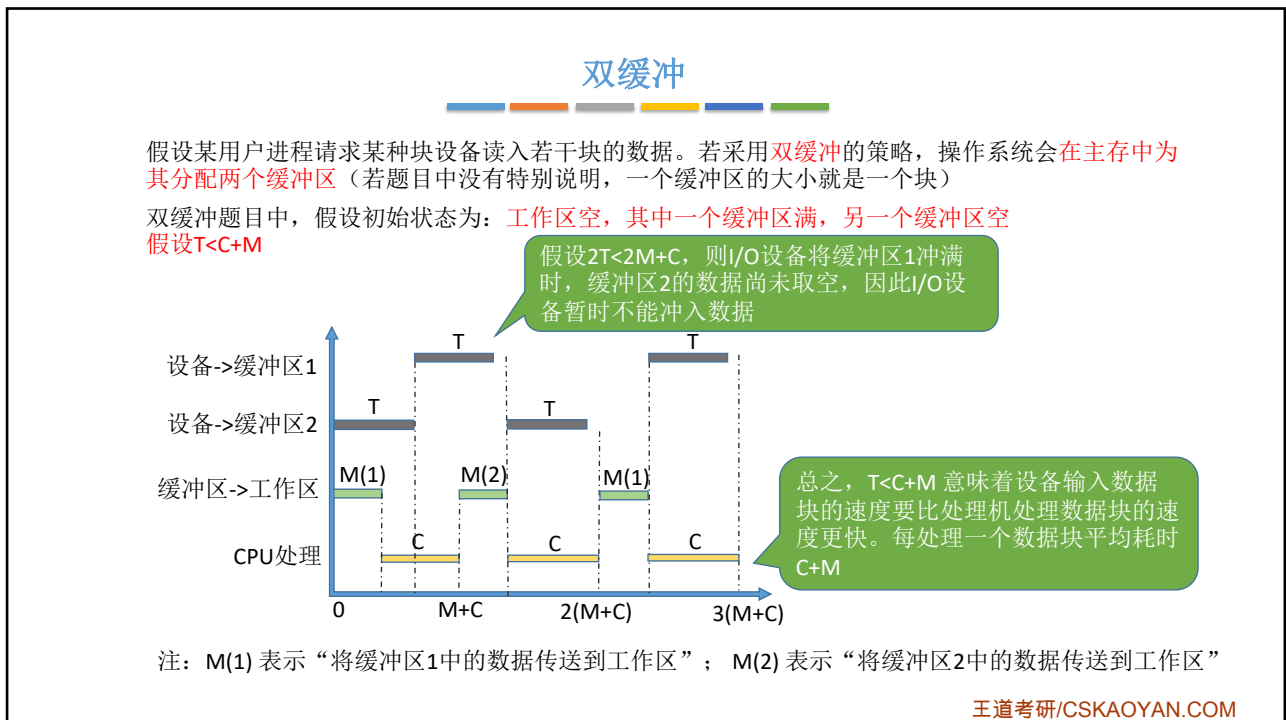 双缓冲
假设某用户进程请求某种块设备读入若干块的数据。若采用双缓冲的策略，操作系统会在主存中为
其分配两个缓冲区（若题目中没有特别说明，一个缓冲区的大小就是一个块）
双缓冲题目中，假设初始状态为：工作区空，其中一个缓冲区满，另一个缓冲区空
假设T<C+M
假设2T<2M+C，则I/O设备将缓冲区1冲满
时，缓冲区2的数据尚未取空，因此I/O设
备暂时不能冲入数据
T
T
设备->缓冲区1
T
T
设备->缓冲区2
M(1)
M(2)
M(1)
缓冲区->工作区
C
C
C
CPU处理
总之，T<C+M 意味着设备输入数据
块的速度要比处理机处理数据块的速
度更快。每处理一个数据块平均耗时
C+M
0
M+C
2(M+C)
3(M+C)
注：M(1) 表示“将缓冲区1中的数据传送到工作区”； M(2) 表示“将缓冲区2中的数据传送到工作区”
王道考研/CSKAOYAN.COM